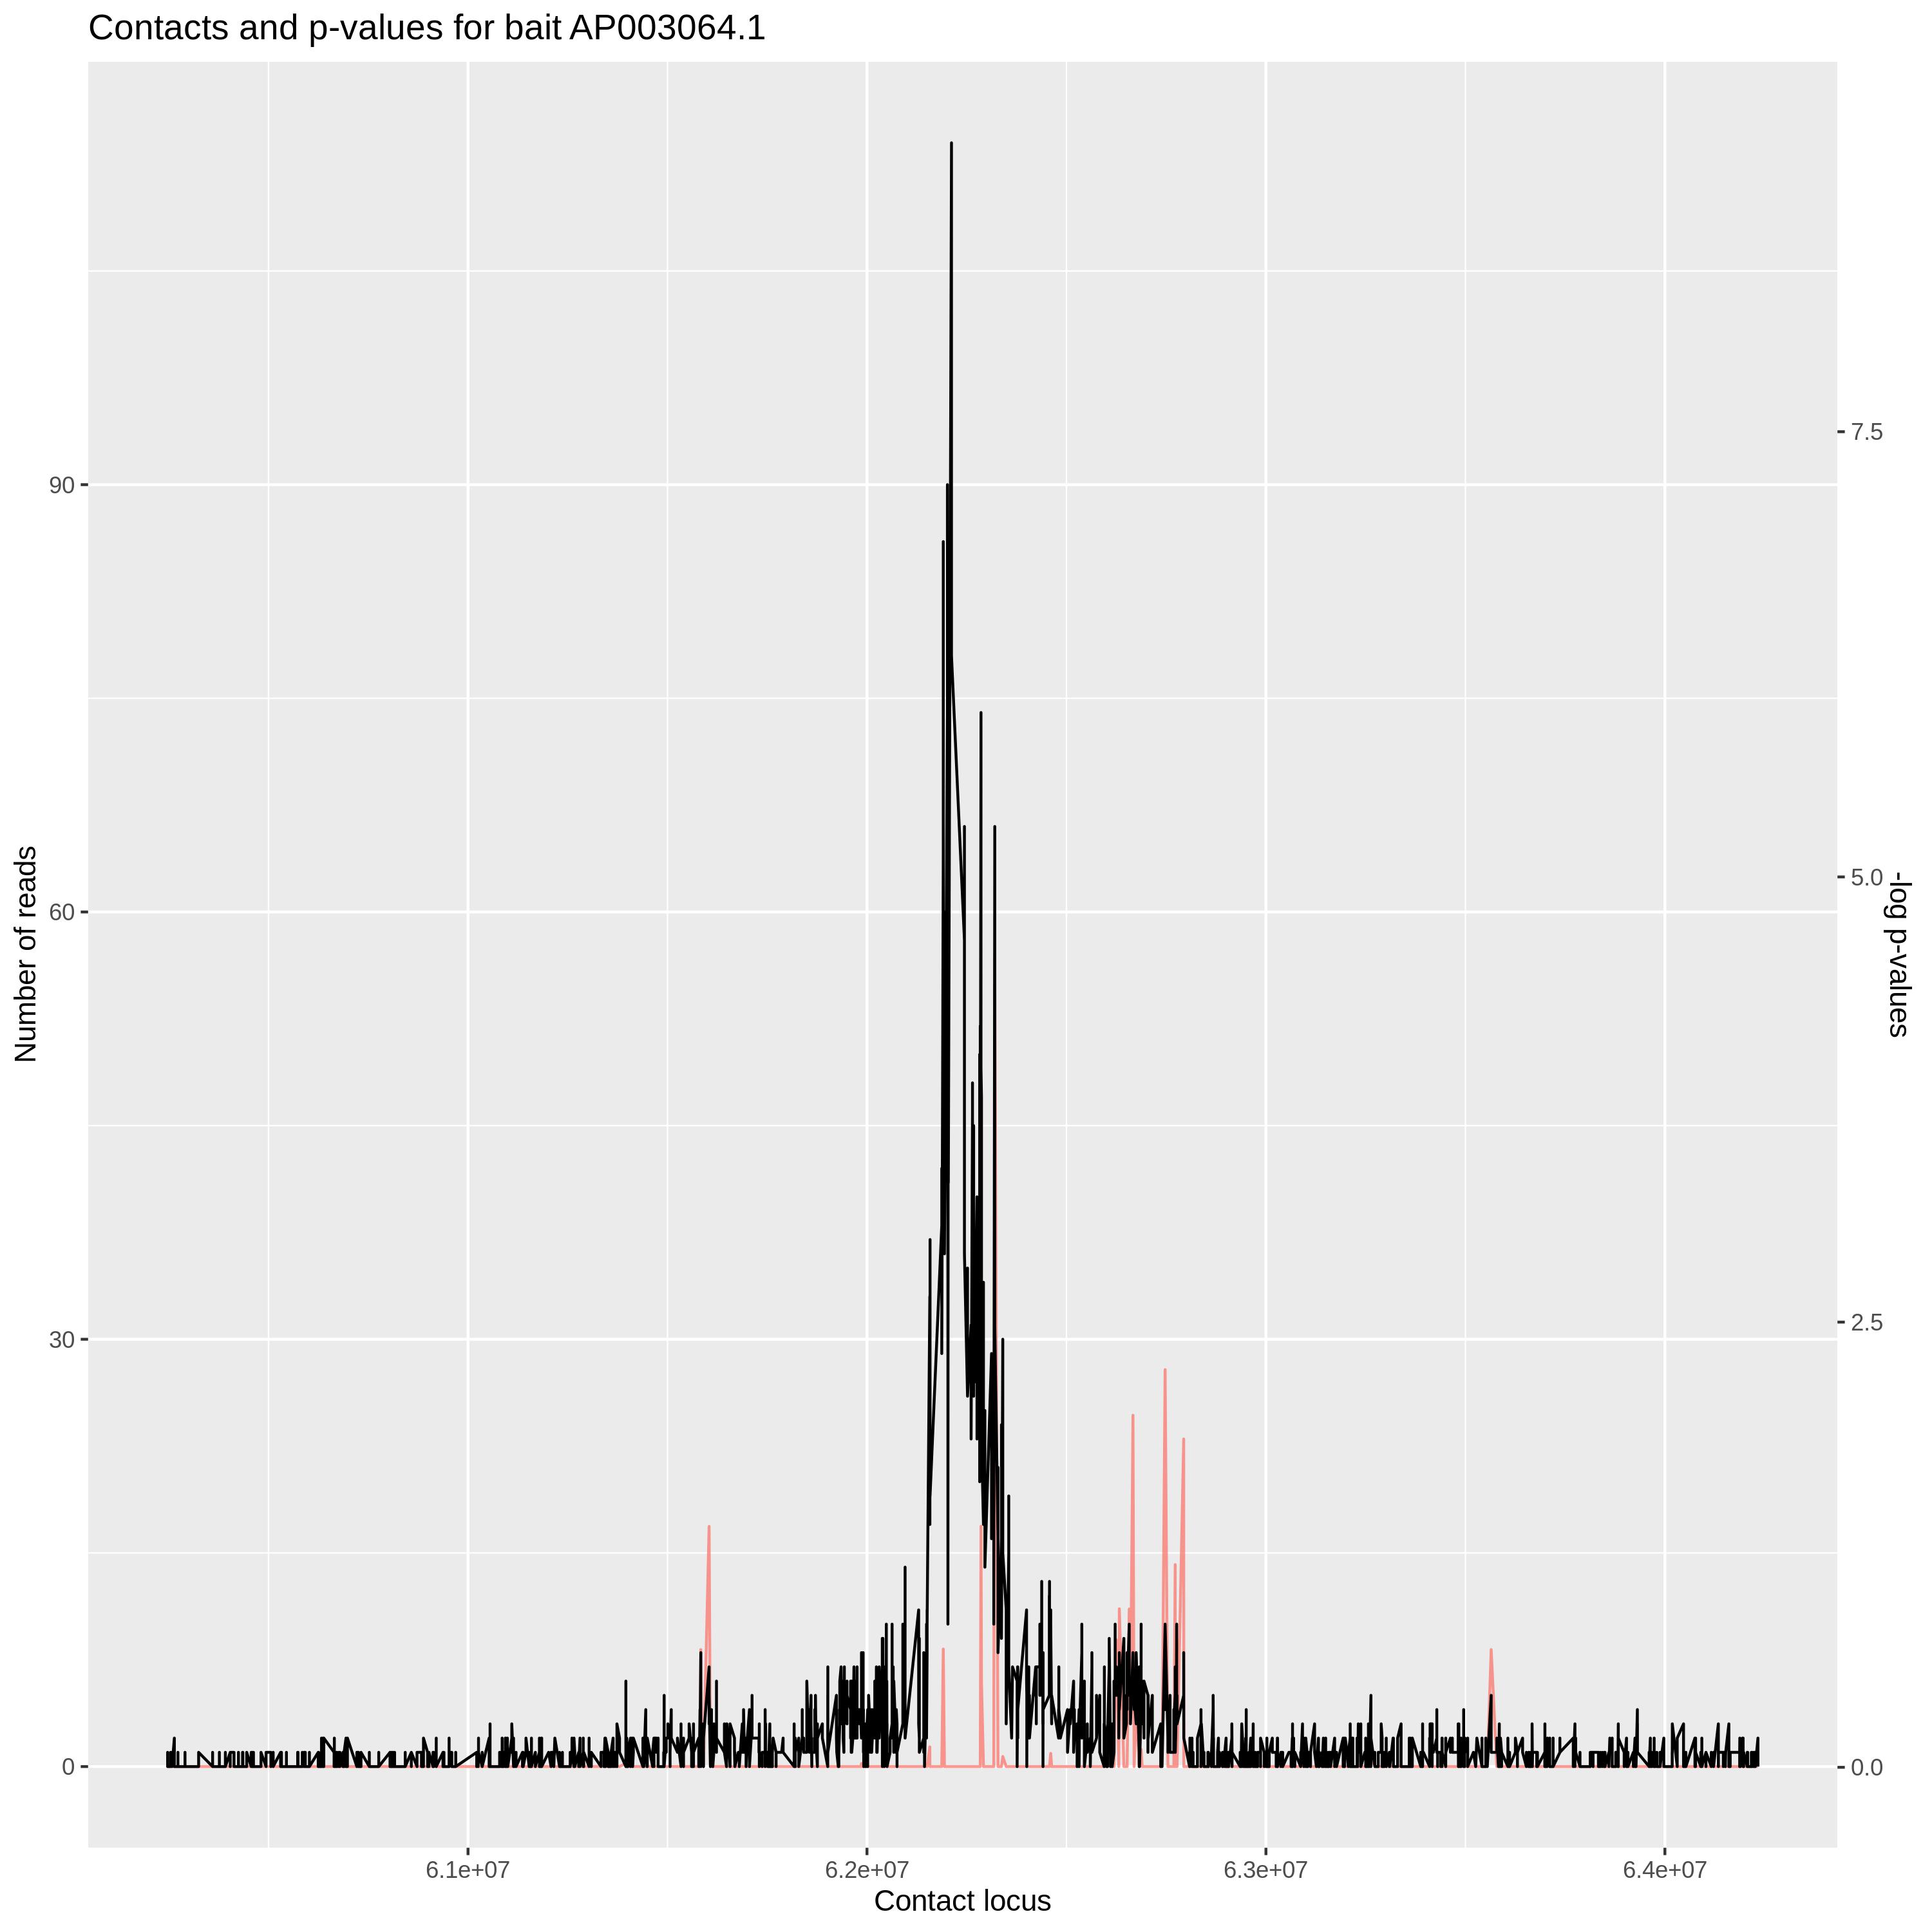 Contacts and p-values for bait AP003064.1
90
60
30
0
7.5
5.0
2.5
0.0
Number of reads
-log p-values
6.1e+07
6.2e+07
6.3e+07
6.4e+07
Contact locus